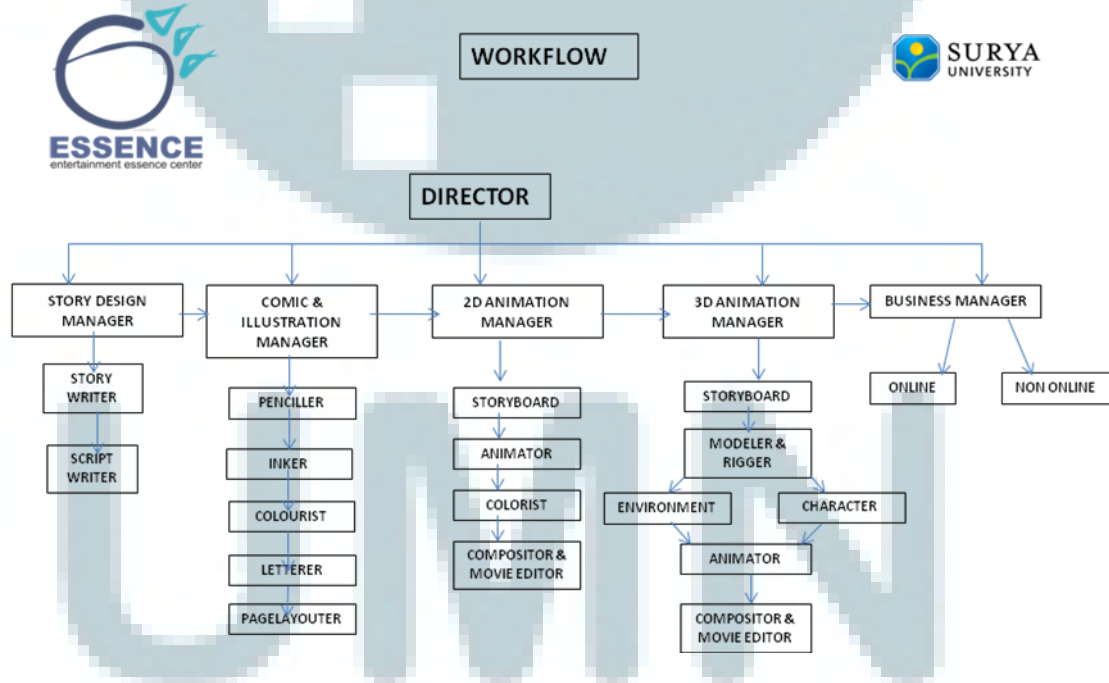 WORKFLOW
SURYA
UNIVERSITY
ESSENCE
entertainment essence center
DIRECTOR
STORY DESIGN
MANAGER
COMIC &
ILLUSTRATION
MANAGER
2D ANIMATION
MANAGER
3D ANIMATION
MANAGER
BUSINESS MANAGER
STORY
WRITER
SCRIPT
WRITER
PENCILLER
INKER
COLOURIST
LETTERER
PAGELAYOUTER
STORYBOARD
ANIMATOR
COLORIST
COMPOSITOR &
MOVIE EDITOR
STORYBOARD
MODELER &
RIGGER
ENVIRONMENT
CHARACTER
ANIMATOR
COMPOSITOR &
MOVIE EDITOR
ONLINE
NON ONLINE
UMN